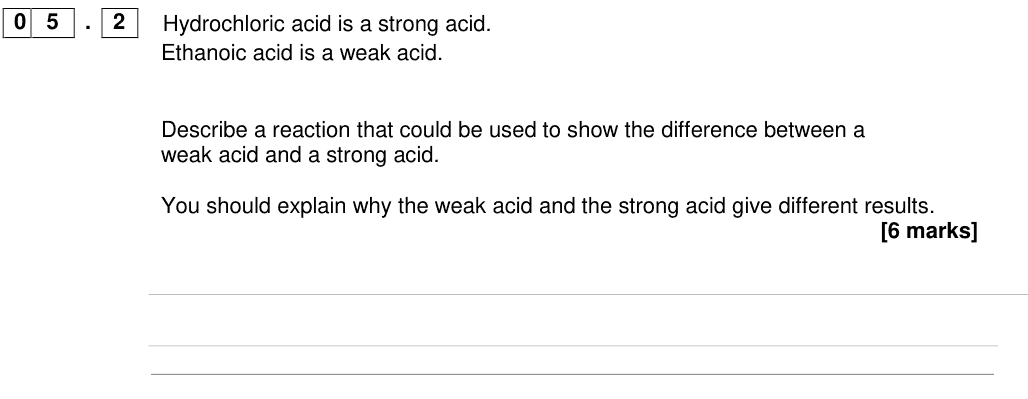 0 5 . 2 Hydrochloric acid is a strong acid.
Ethanoic acid is a weak acid.
Describe a reaction that could be used to show the difference between a
weak acid and a strong acid.
You should explain why the weak acid and the strong acid give different results.
[6 marks]